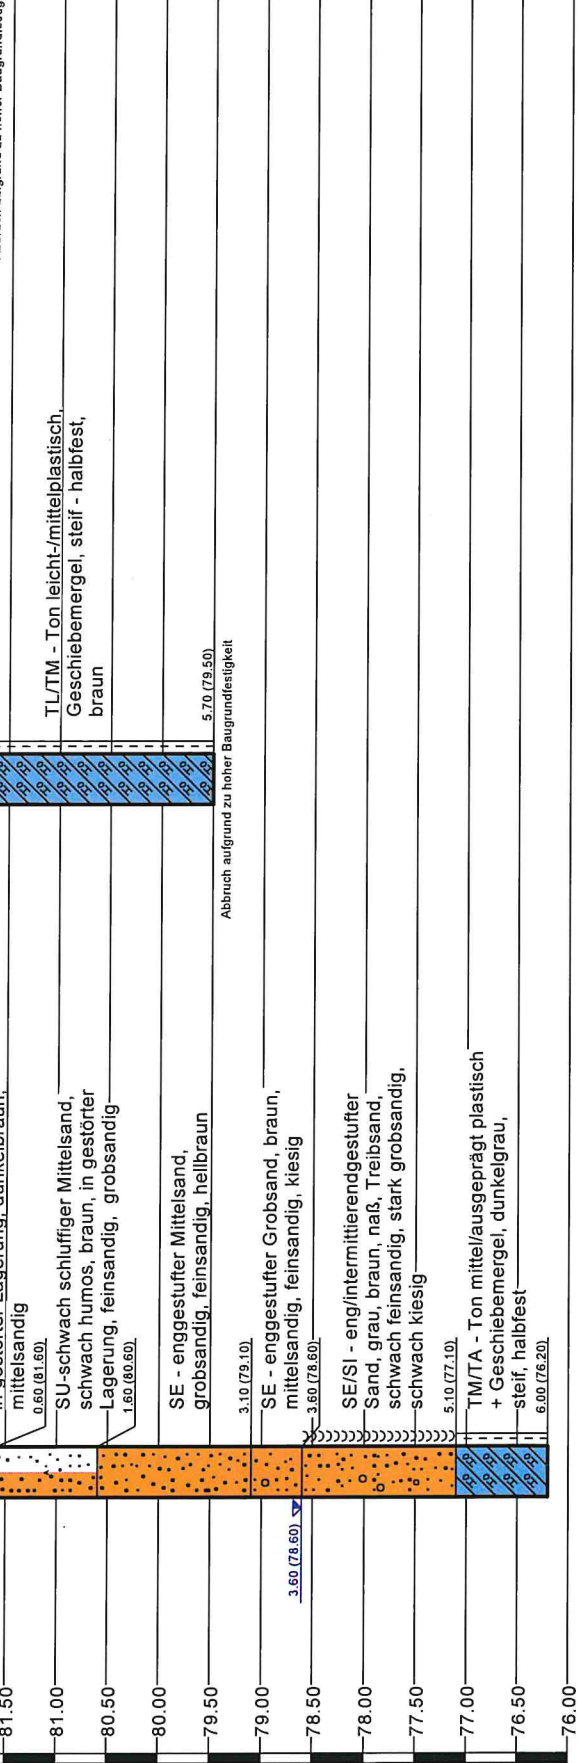 mittelsandig
0.60 (81.60)
SU-schwach schluffiger Mittelsand,
schwach humos, braun, in gestörter
Lagerung, feinsandig, grobsandig
1.60 (80.60)
SE - enggestufter Mittelsand,
grobsandig, feinsandig, hellbraun
3.10 (79.10)
SE - enggestufter Grobsand, braun,
mittelsandig, feinsandig, kiesig
3.60 (78.60)
3.60 (78.60)
SE/SI - eng/intermittierendgestufter
Sand, grau, braun, naß, Treibsand,
schwach feinsandig, stark grobsandig,
schwach kiesig
5.10 (77.10)
TM/TA - Ton mittel/ausgeprägt plastisch
+ Geschiebemergel, dunkelgrau,
steif, halbfest
6.00 (76.20)
TL/TM - Ton leicht-/mittelplastisch,
Geschiebemergel, steif - halbfest,
braun
5.70 (79.50)
Abbruch aufgrund zu hoher Baugrundfestigkeit
81.50
81.00
80.50
80.00
79.50
79.00
78.50
78.00
77.50
77.00
76.50
76.00